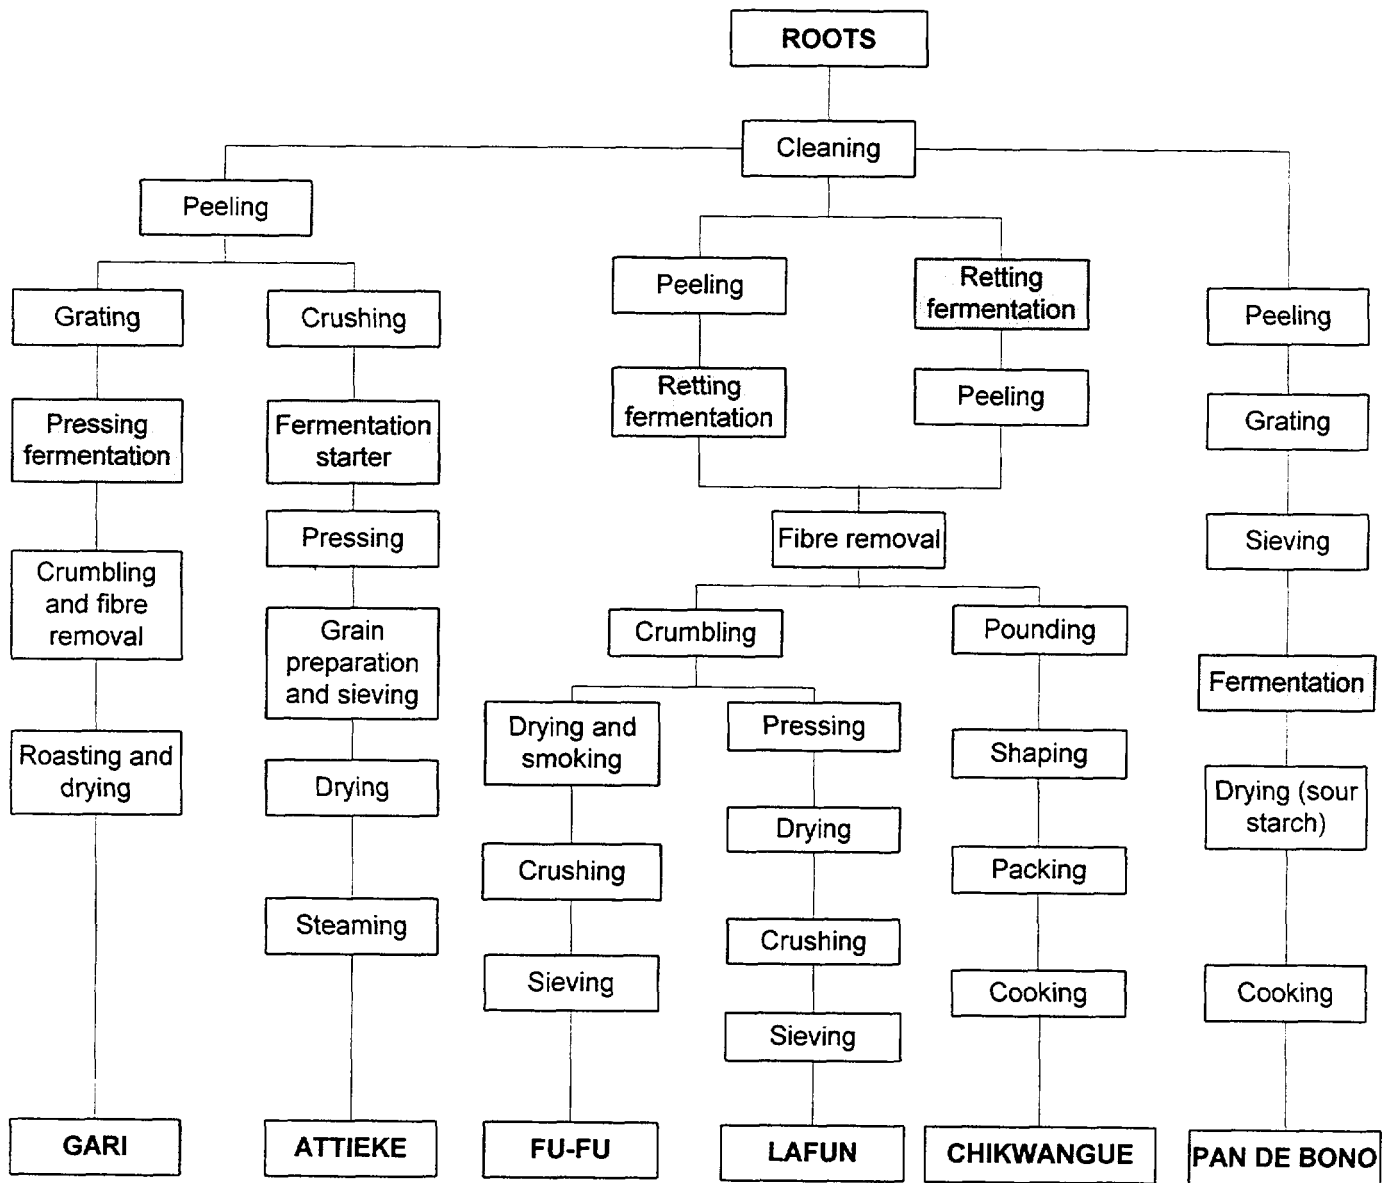 ROOTS
Cleaning
Peeling
Grating
Pressing
fermentation
Crumbling
and fibre
removal
Roasting and
drying
GARI
Crushing
Fermentation
starter
Pressing
Grain
preparation
and sieving
Drying
Steaming
ATTIEKE
Peeling
Retting
fermentation
Retting
fermentation
Peeling
Fibre removal
Crumbling
Drying and
smoking
Crushing
Sieving
FU-FU
Pressing
Drying
Crushing
Sieving
LAFUN
Pounding
Shaping
Packing
Cooking
CHIKWANGUE
Peeling
Grating
Sieving
Fermentation
Drying (sour
starch)
Cooking
PAN DE BONO